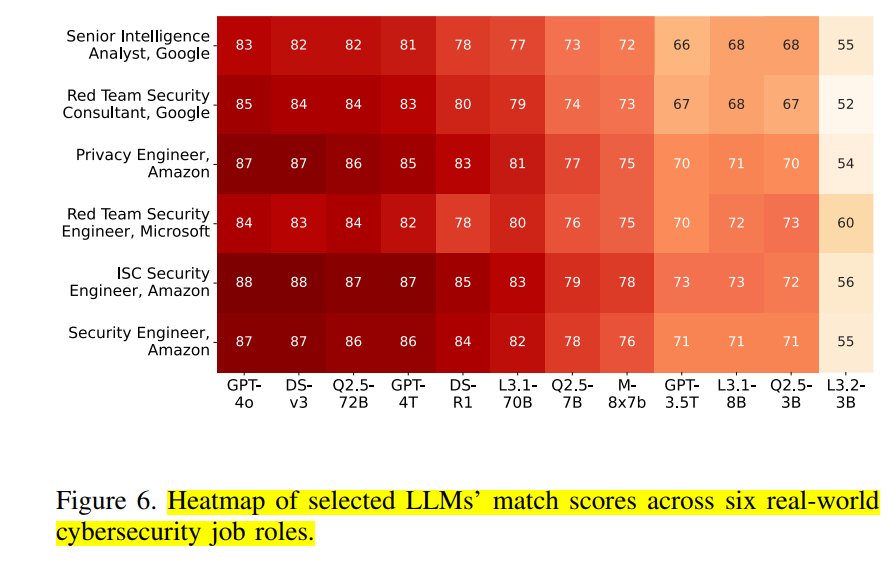 Senior Intelligence
Analyst, Google
83 82 82 81 78 77 73 72 66 68 68 55
Red Team Security
Consultant, Google
85 84 84 83 80 79 74 73 67 68 67 52
Privacy Engineer,
Amazon
87 87 86 85 83 81 77 75 70 71 70 54
Red Team Security
Engineer, Microsoft
84 83 84 82 78 80 76 75 70 72 73 60
ISC Security
Engineer, Amazon
88 88 87 87 85 83 79 78 73 73 72 56
Security Engineer,
Amazon
87 87 86 86 84 82 78 76 71 71 71 55
GPT- DS- Q2.5- GPT- DS- L3.1- Q2.5- M- GPT- L3.1- Q2.5- L3.2-
4o v3 72B 4T R1 70B 7B 8x7b 3.5T 8B 3B 3B
Figure 6. Heatmap of selected LLMs' match scores across six real-world
cybersecurity job roles.